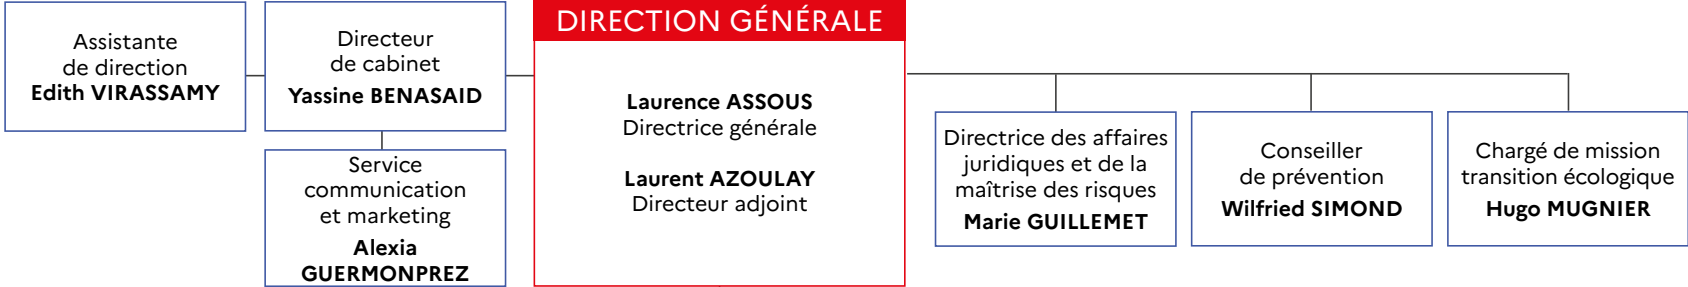 Assistante
de direction
Edith VIRASSAMY
Directeur
de cabinet
Yassine BENASAID
Service
communication
et marketing
Alexia
GUERMONPREZ
DIRECTION GÉNÉRALE
Laurence ASSOUS
Directrice générale
Laurent AZOULAY
Directeur adjoint
Directrice des affaires
juridiques et de la
maîtrise des risques
Marie GUILLEMET
Conseiller
de prévention
Wilfried SIMOND
Chargé de mission
transition écologique
Hugo MUGNIER